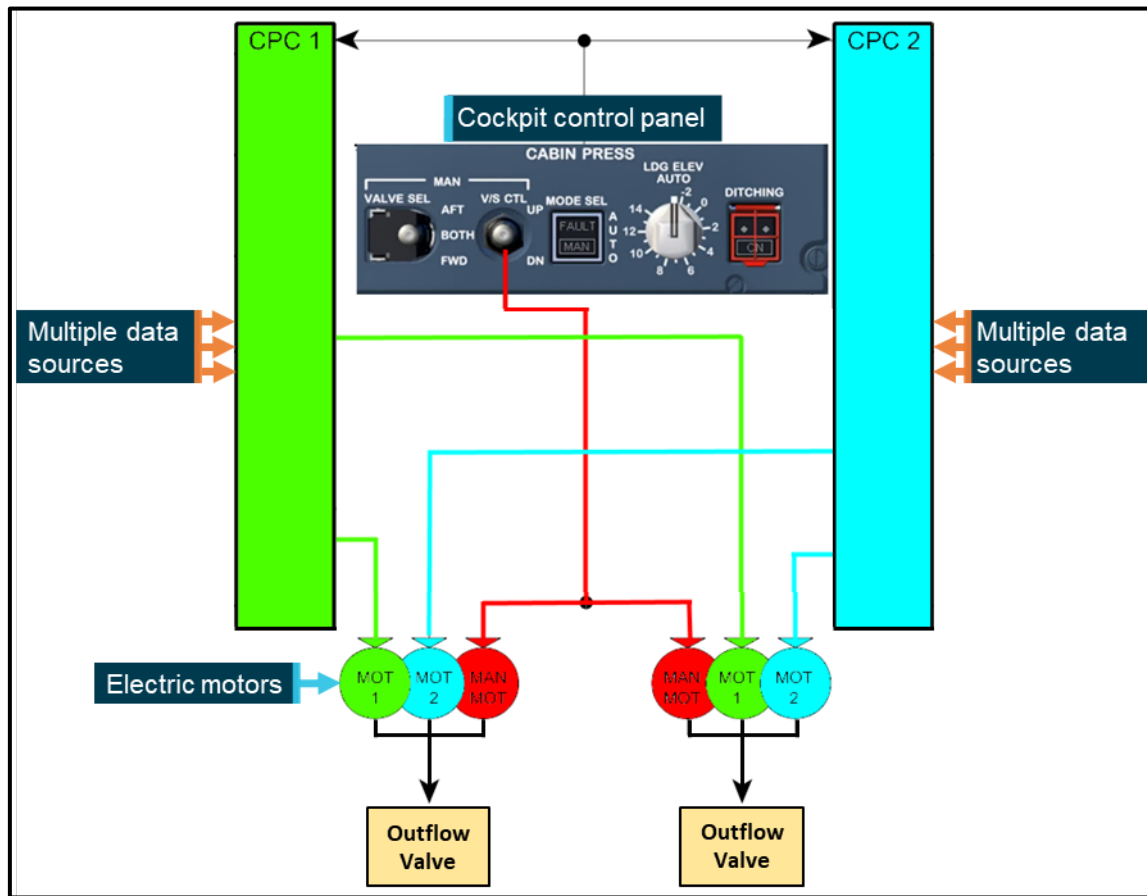 CPC 1
CPC 2
Cockpit control panel
CABIN PRESS
MAN
LDG ELEV
AUTO
VALVE SEL
AFT
BOTH
FWD
V/S CTL
UP
DN
MODE SEL
FAULT
MAN
A
U
T
O
-2
0
2
4
6
8
10
12
14
DITCHING
ON
Multiple data
sources
Multiple data
sources
Electric motors
MOT
1
MOT
2
MAN
MOT
MAN
MOT
MOT
1
MOT
2
Outflow
Valve
Outflow
Valve